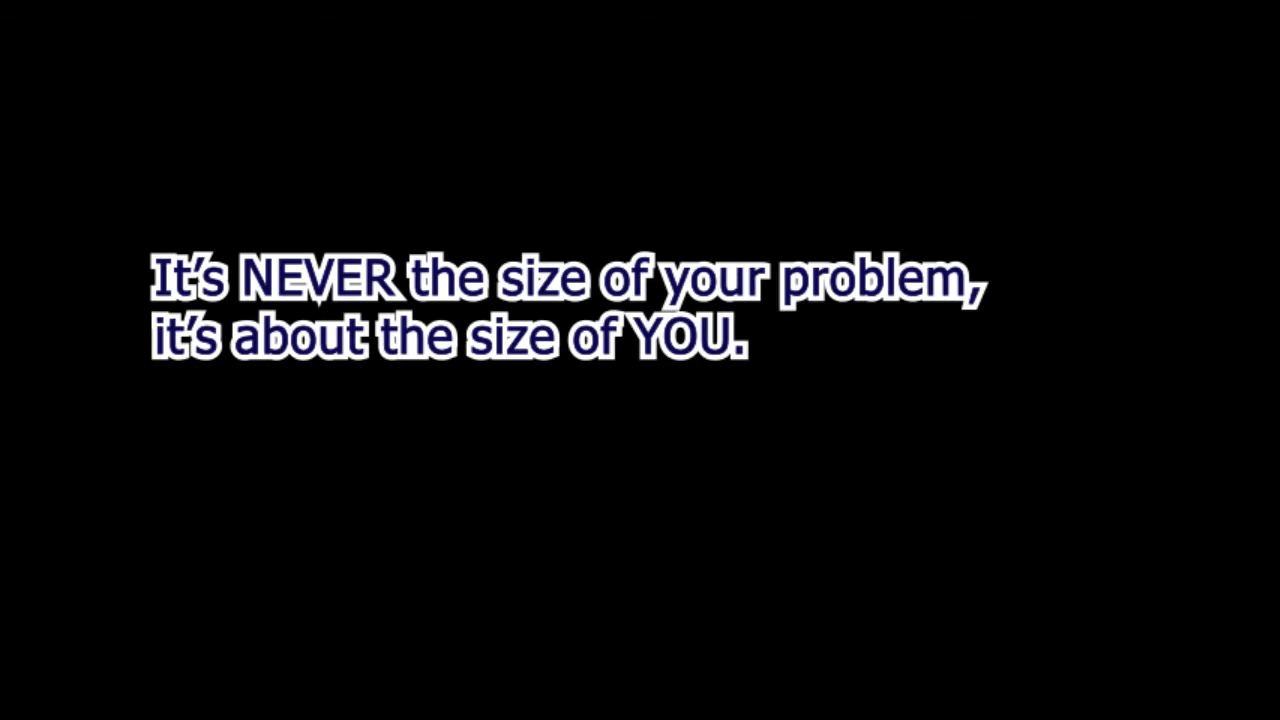 It’s NEVER the size of your problem,
it’s about the size of YOU.